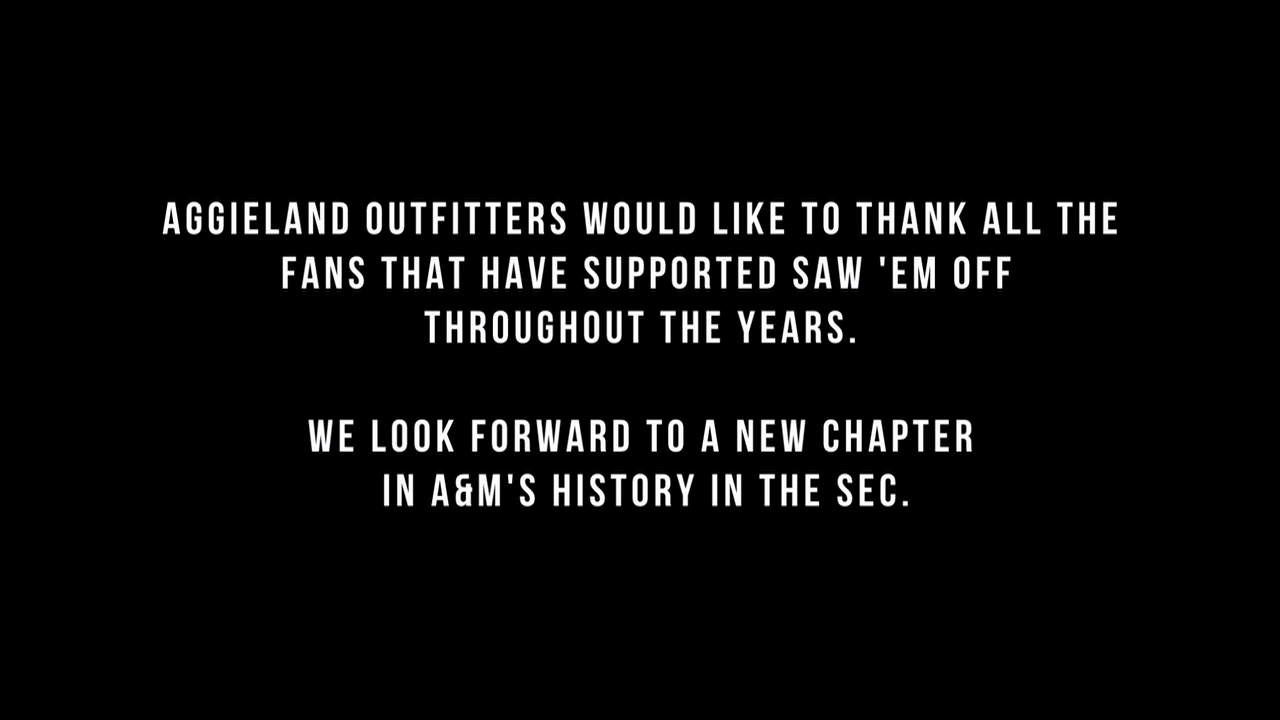 AGGIELAND OUTFITTERS WOULD LIKE TO THANK ALL THE
FANS THAT HAVE SUPPORTED SAW 'EM OFF
THROUGHOUT THE YEARS.
WE LOOK FORWARD TO A NEW CHAPTER
IN A&M'S HISTORY IN THE SEC.